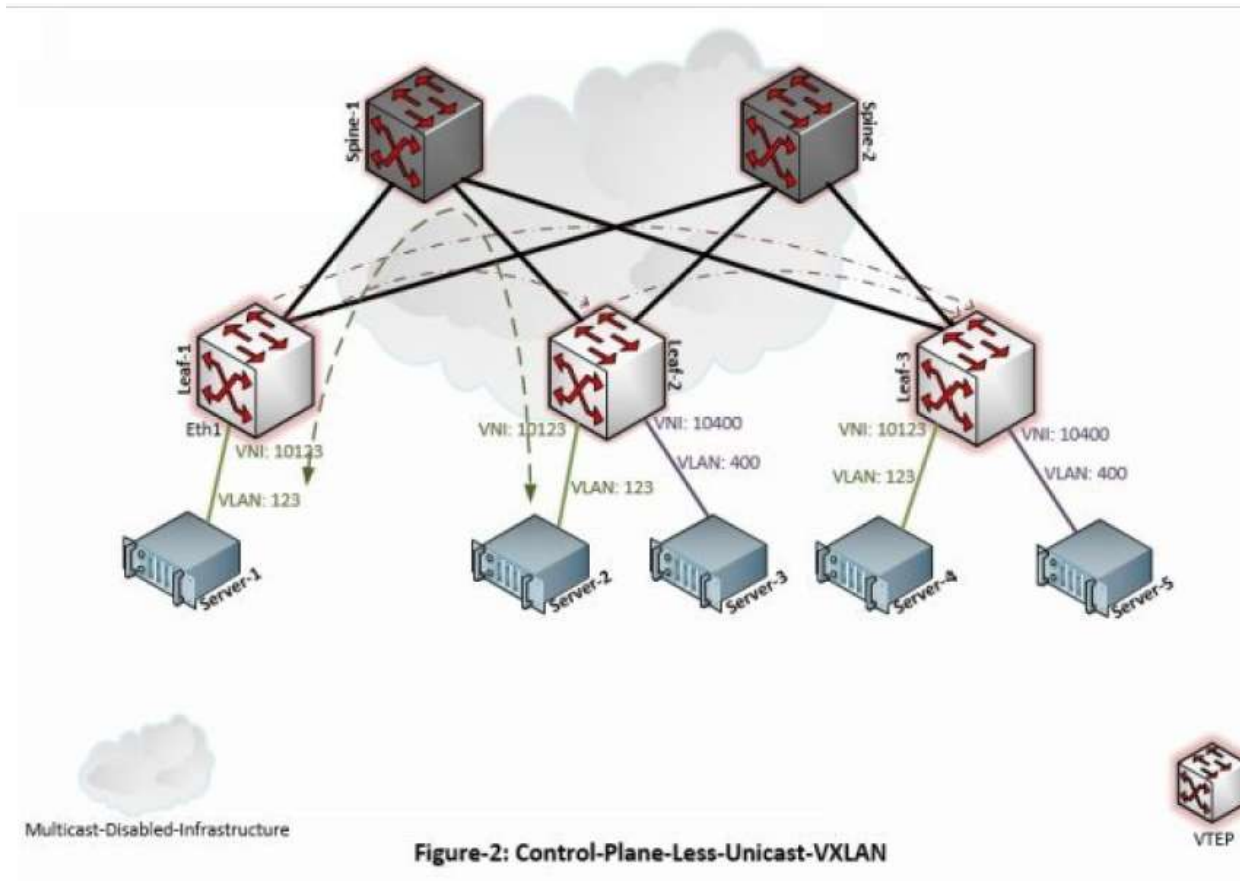 Spine-1
Spine-2
Leaf-1
Leaf-2
Leaf-3
Eth1
VNI: 10123
VLAN: 123
VNI: 10123
VLAN: 123
VNI: 10400
VLAN: 400
VNI: 10123
VLAN: 123
VNI: 10400
VLAN: 400
Server-1
Server-2
Server-3
Server-4
Server-5
Multicast-Disabled-Infrastructure
VTEP
Figure-2: Control-Plane-Less-Unicast-VXLAN